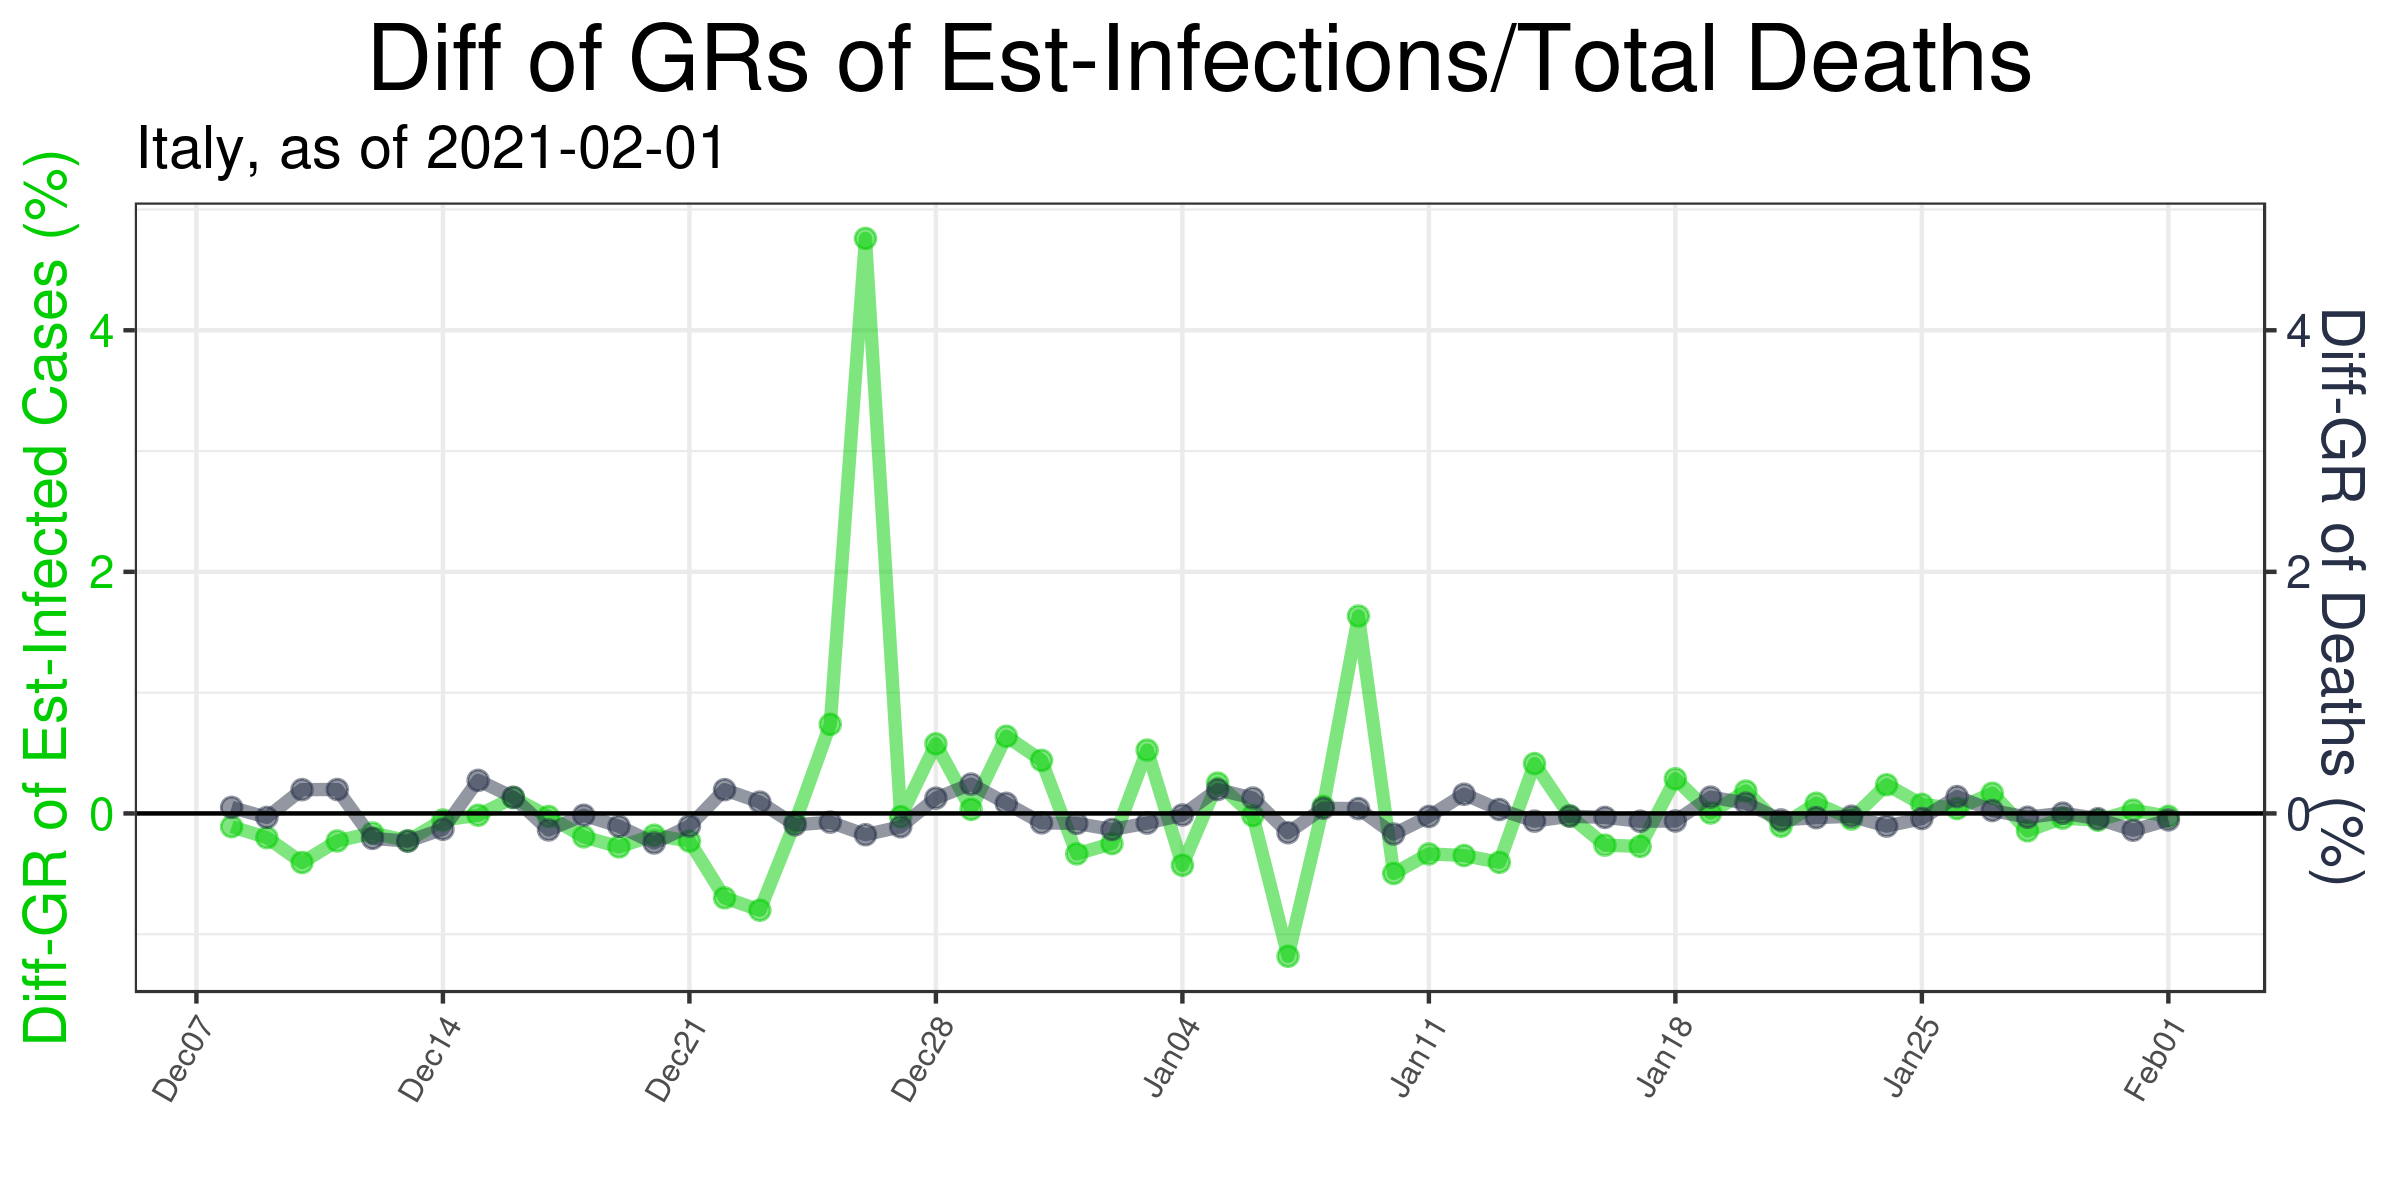 Diff of GRs of Est-Infections/Total Deaths
Italy, as of 2021-02-01
Diff-GR of Est-Infected Cases (%)
4
2
0
4
2
0
Diff-GR of Deaths (%)
Dec07
Dec14
Dec21
Dec28
Jan04
Jan11
Jan18
Jan25
Feb01